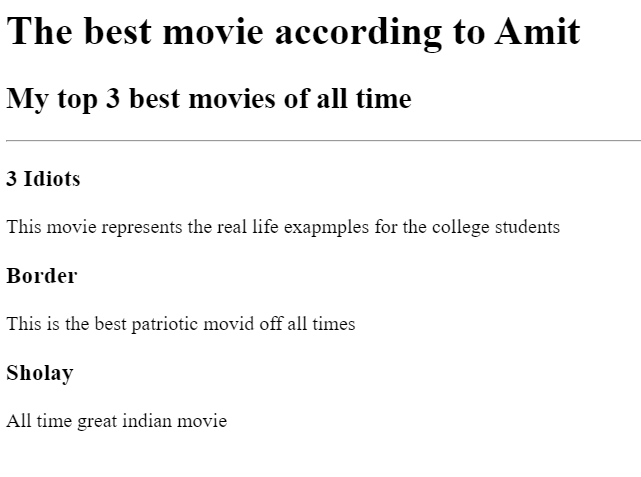 The best movie according to Amit
My top 3 best movies of all time
3 Idiots
This movie represents the real life exapmples for the college students
Border
This is the best patriotic movid off all times
Sholay
All time great indian movie